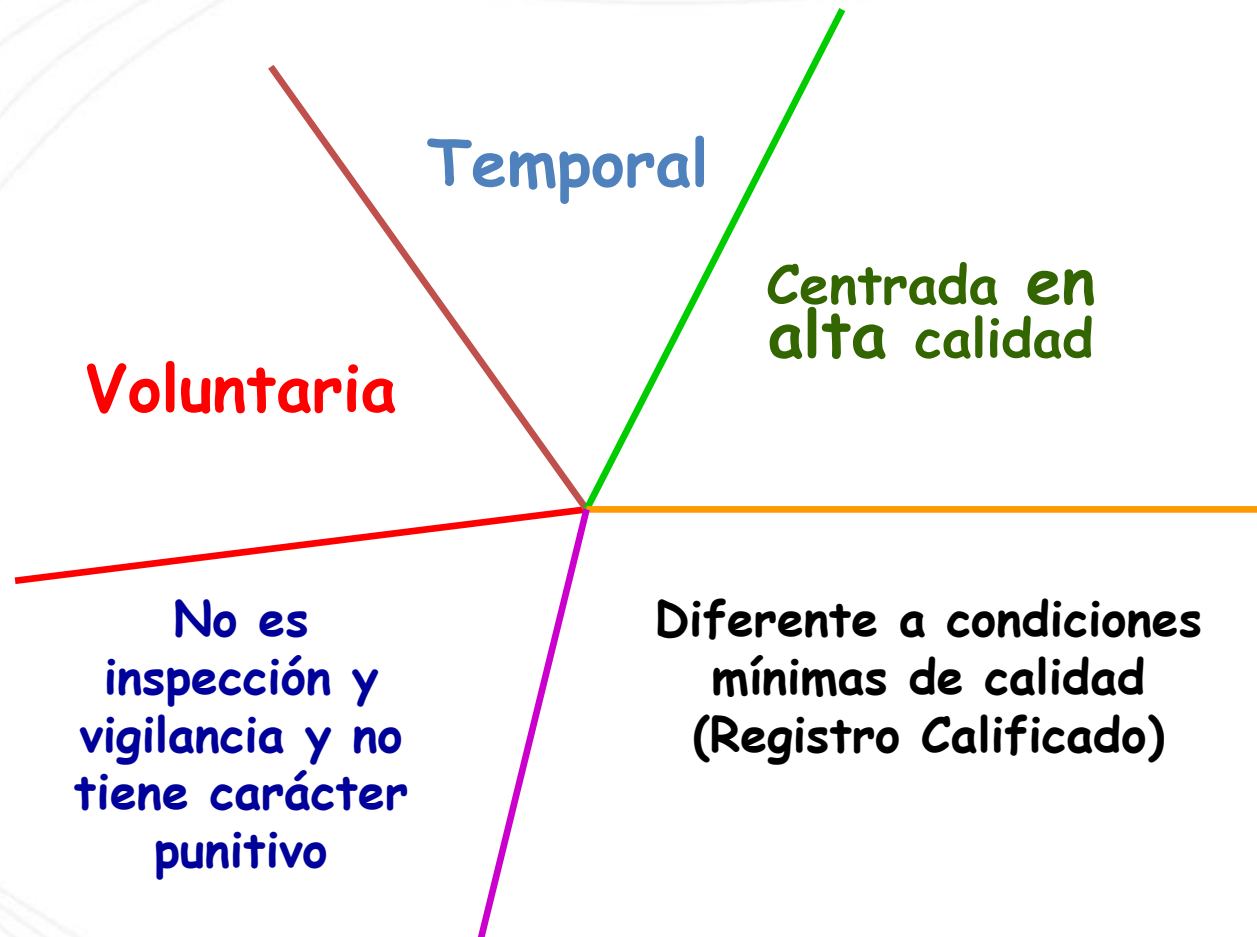 Temporal
Centrada en
alta calidad
Voluntaria
No es
inspección y
vigilancia y no
tiene carácter
punitivo
Diferente a condiciones
mínimas de calidad
(Registro Calificado)